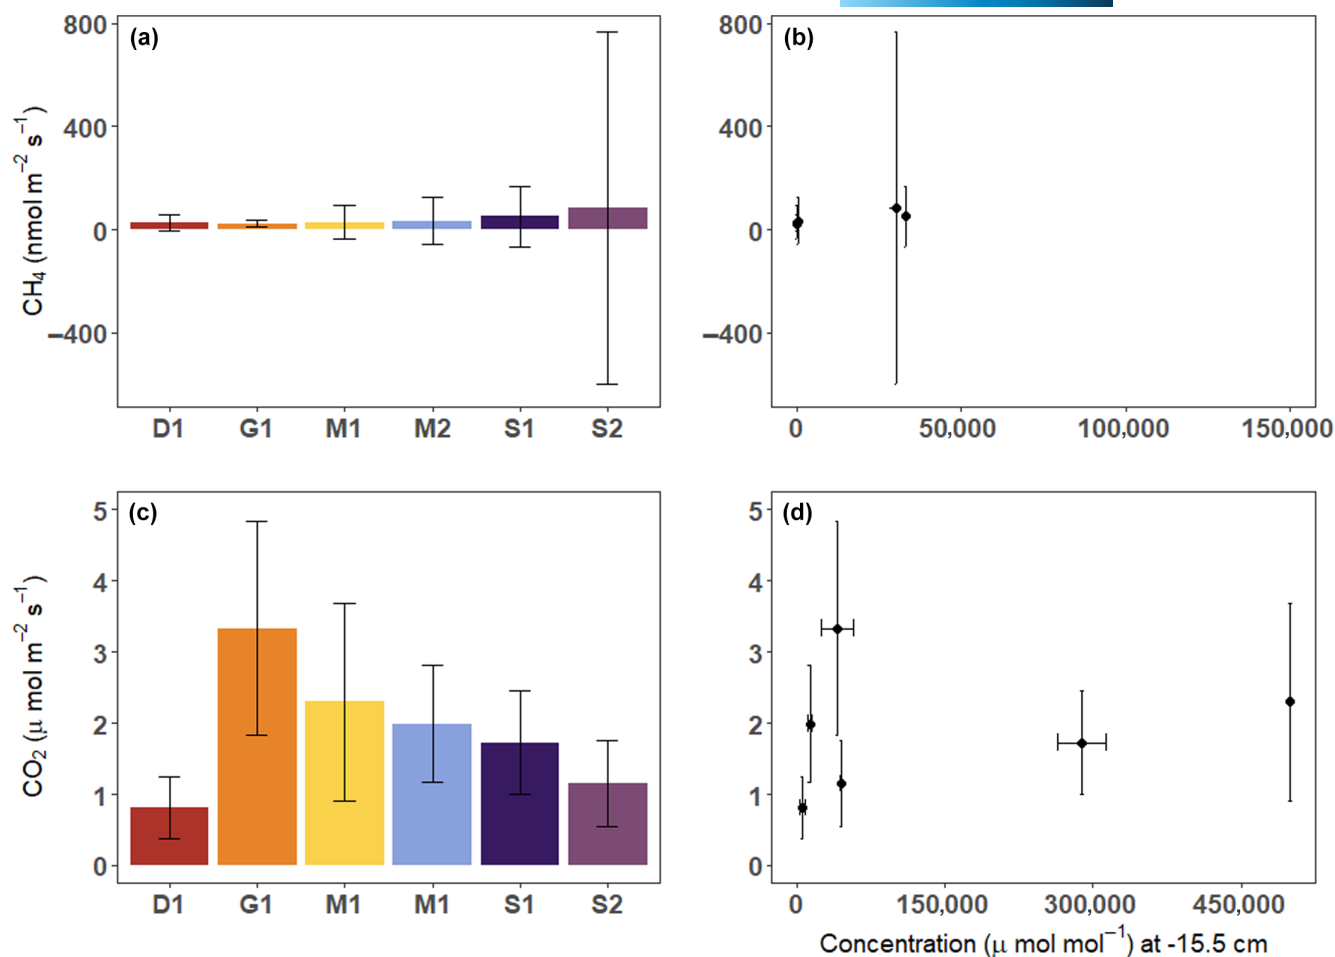 (a)
800
400
0
−400
CH4 (nmol m−2 s−1)
D1 G1 M1 M2 S1 S2
(b)
800
400
0
−400
0 50,000 100,000 150,000
(c)
5
4
3
2
1
0
CO2 (μ mol m−2 s−1)
D1 G1 M1 M1 S1 S2
(d)
5
4
3
2
1
0
0 150,000 300,000 450,000
Concentration (μ mol mol−1) at -15.5 cm